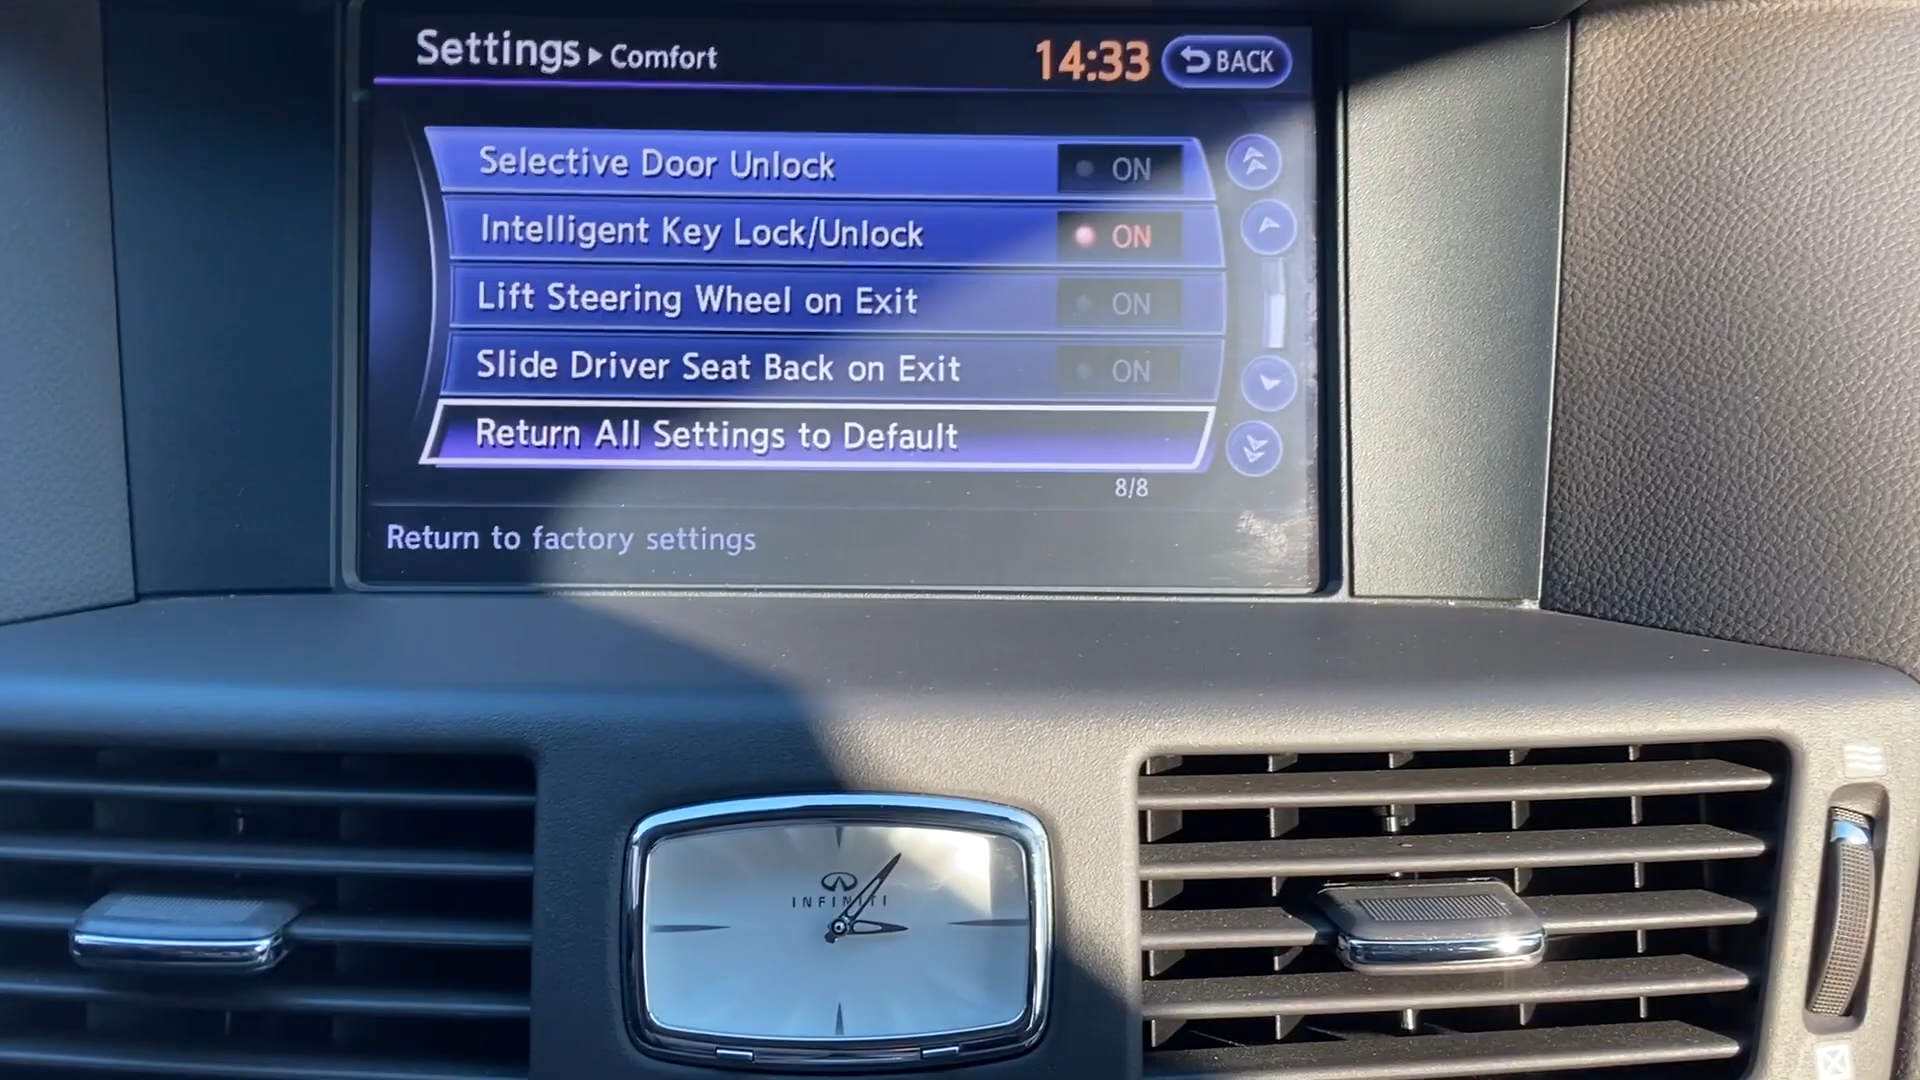 Settings ▸ Comfort
14:33
BACK
Selective Door Unlock
ON
Intelligent Key Lock/Unlock
ON
Lift Steering Wheel on Exit
ON
Slide Driver Seat Back on Exit
ON
Return All Settings to Default
8/8
Return to factory settings
INFINITI